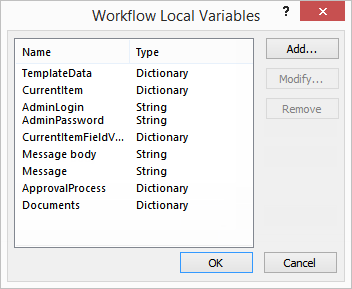 Workflow Local Variables ? ×
Name Type
TemplateData Dictionary
CurrentItem Dictionary
AdminLogin String
AdminPassword String
CurrentItemFieldV... Dictionary
Message body String
Message String
ApprovalProcess Dictionary
Documents Dictionary
Add...
Modify...
Remove
OK Cancel